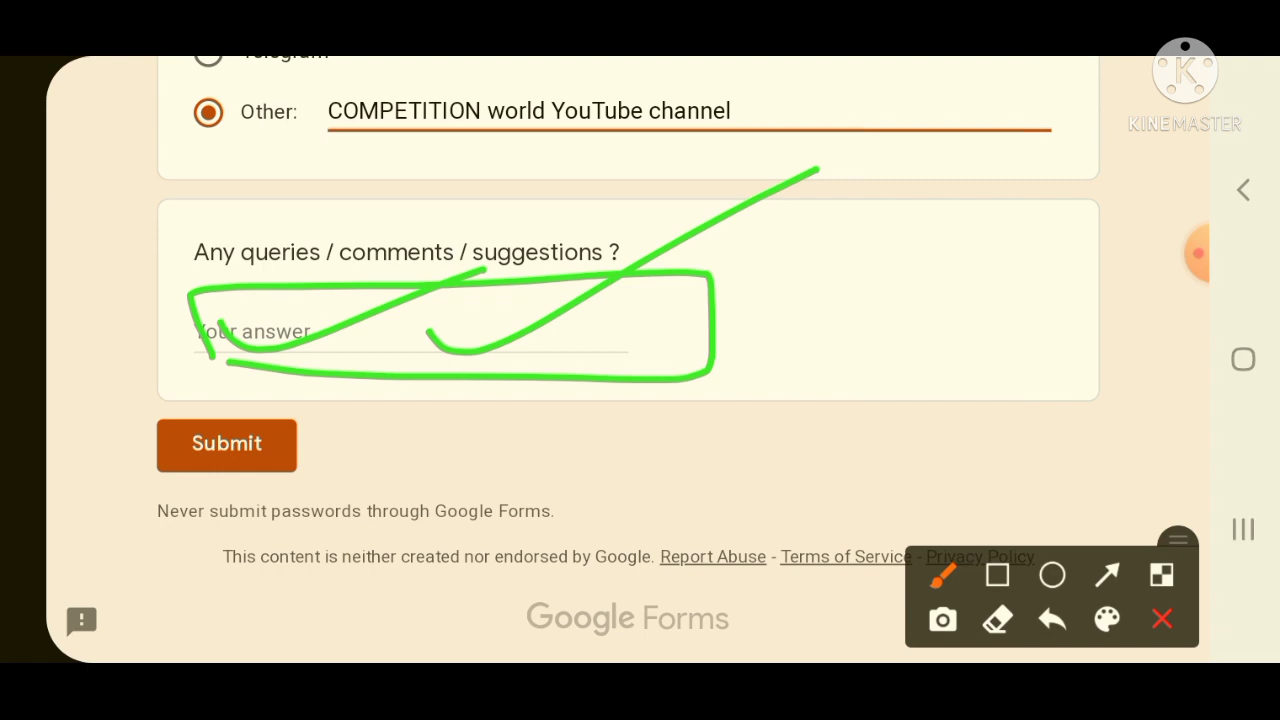 Telegram
Other: COMPETITION world YouTube channel
K
KINEMASTER
Any queries / comments / suggestions ?
Your answer
Submit
Never submit passwords through Google Forms.
This content is neither created nor endorsed by Google. Report Abuse - Terms of Service - Privacy Policy
Google Forms